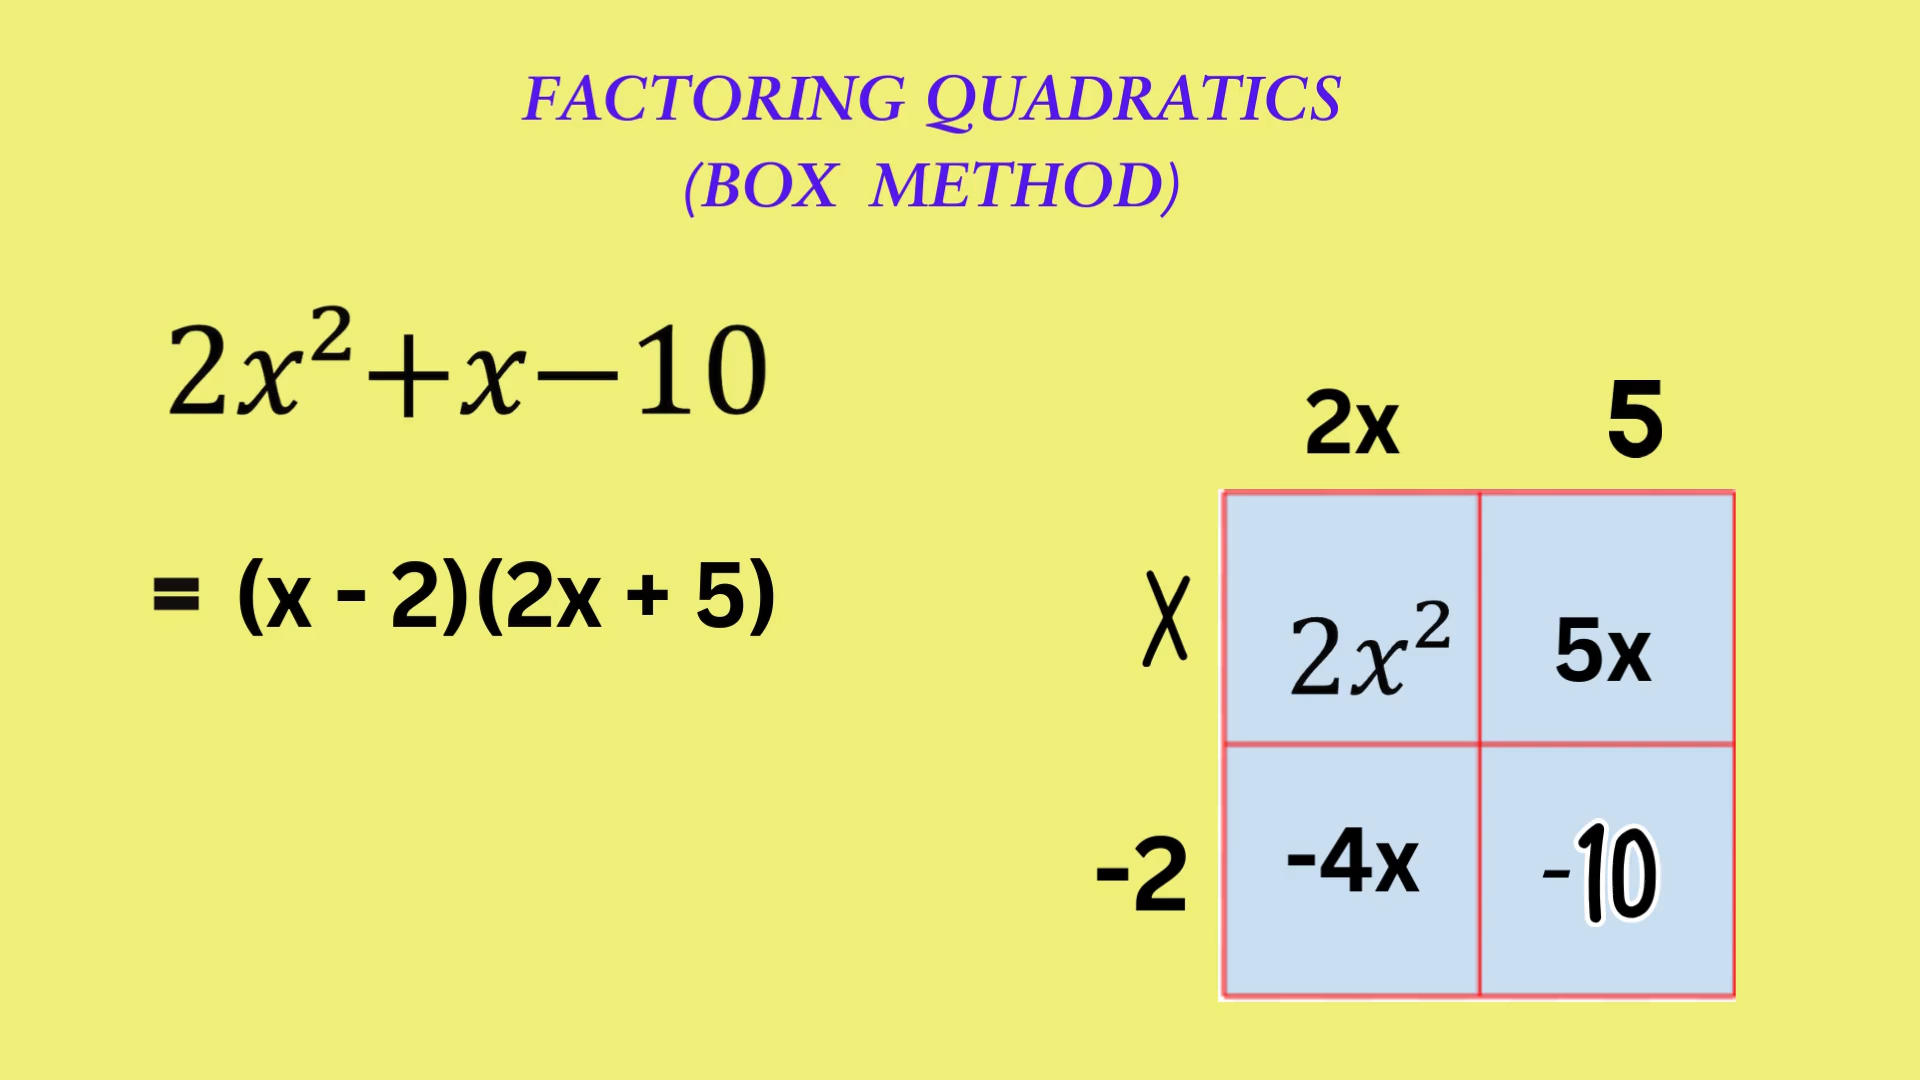 FACTORING QUADRATICS
(BOX METHOD)
2x²+x−10
= (x - 2)(2x + 5)
2x 5
X 2x² 5x
-2 -4x -10